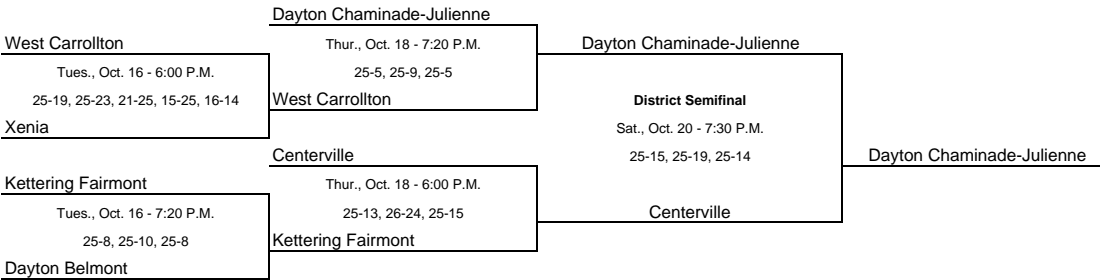 Dayton Chaminade-Julienne
West Carrollton
Thur., Oct. 18 - 7:20 P.M.
Dayton Chaminade-Julienne
Tues., Oct. 16 - 6:00 P.M.
25-5, 25-9, 25-5
25-19, 25-23, 21-25, 15-25, 16-14
West Carrollton
District Semifinal
Xenia
Sat., Oct. 20 - 7:30 P.M.
Centerville
25-15, 25-19, 25-14
Dayton Chaminade-Julienne
Kettering Fairmont
Thur., Oct. 18 - 6:00 P.M.
Tues., Oct. 16 - 7:20 P.M.
25-13, 26-24, 25-15
Centerville
25-8, 25-10, 25-8
Kettering Fairmont
Dayton Belmont